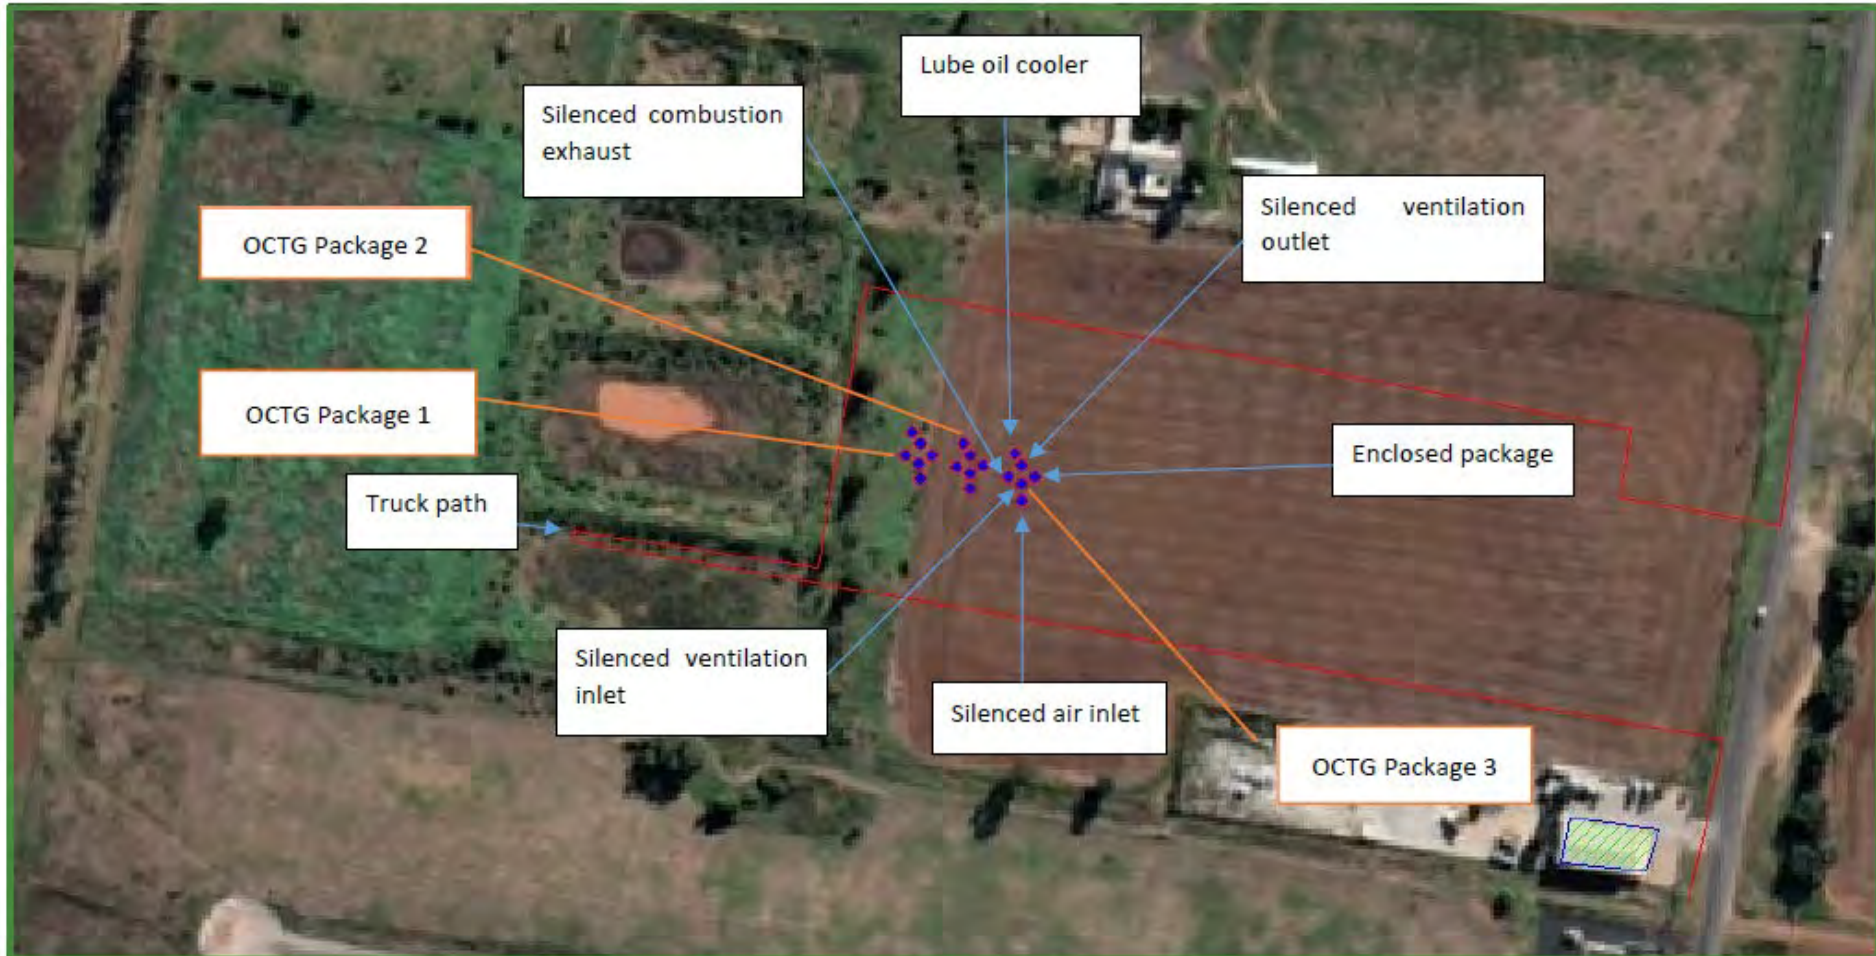 Lube oil cooler
Silenced combustion
exhaust
Silenced ventilation
outlet
OCTG Package 2
OCTG Package 1
Enclosed package
Truck path
Silenced ventilation
inlet
Silenced air inlet
OCTG Package 3